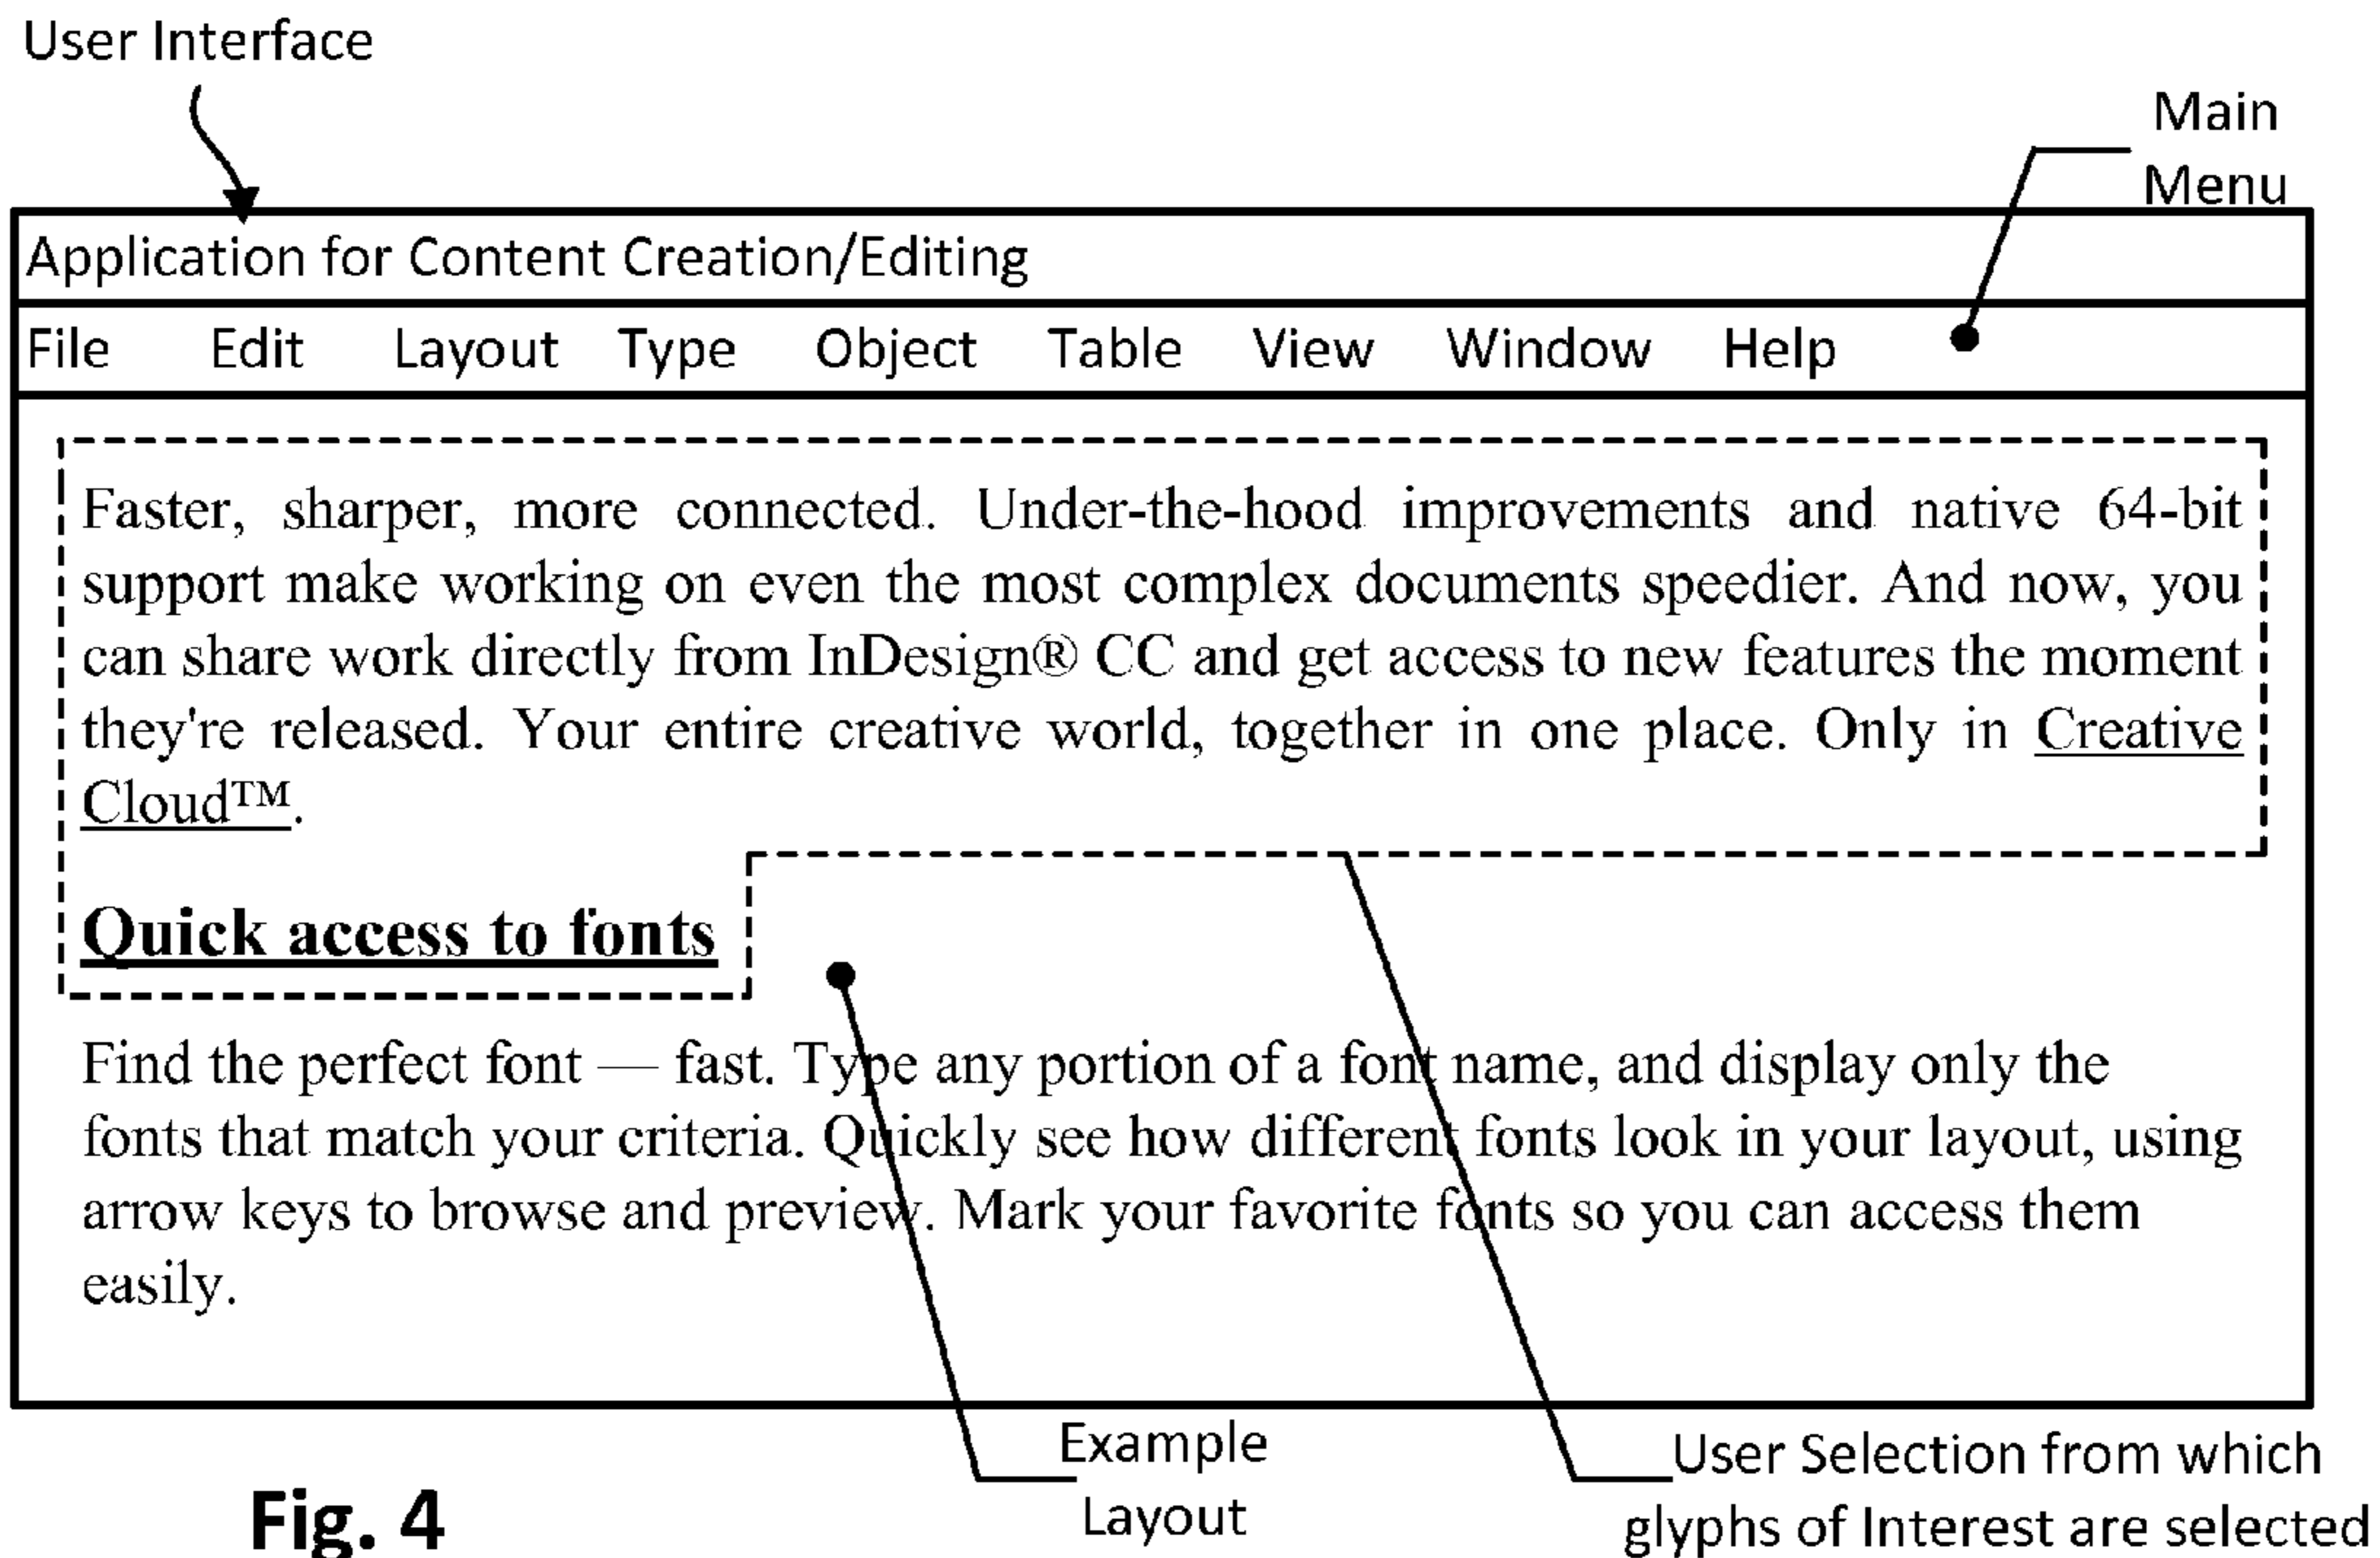 User Interface
Main
Menu
Application for Content Creation/Editing
File Edit Layout Type Object Table View Window Help
Faster, sharper, more connected. Under-the-hood improvements and native 64-bit
support make working on even the most complex documents speedier. And now, you
can share work directly from InDesign® CC and get access to new features the moment
they're released. Your entire creative world, together in one place. Only in Creative
Cloud™.
Quick access to fonts
Find the perfect font — fast. Type any portion of a font name, and display only the
fonts that match your criteria. Quickly see how different fonts look in your layout, using
arrow keys to browse and preview. Mark your favorite fonts so you can access them
easily.
Example
Layout
User Selection from which
glyphs of Interest are selected
Fig. 4